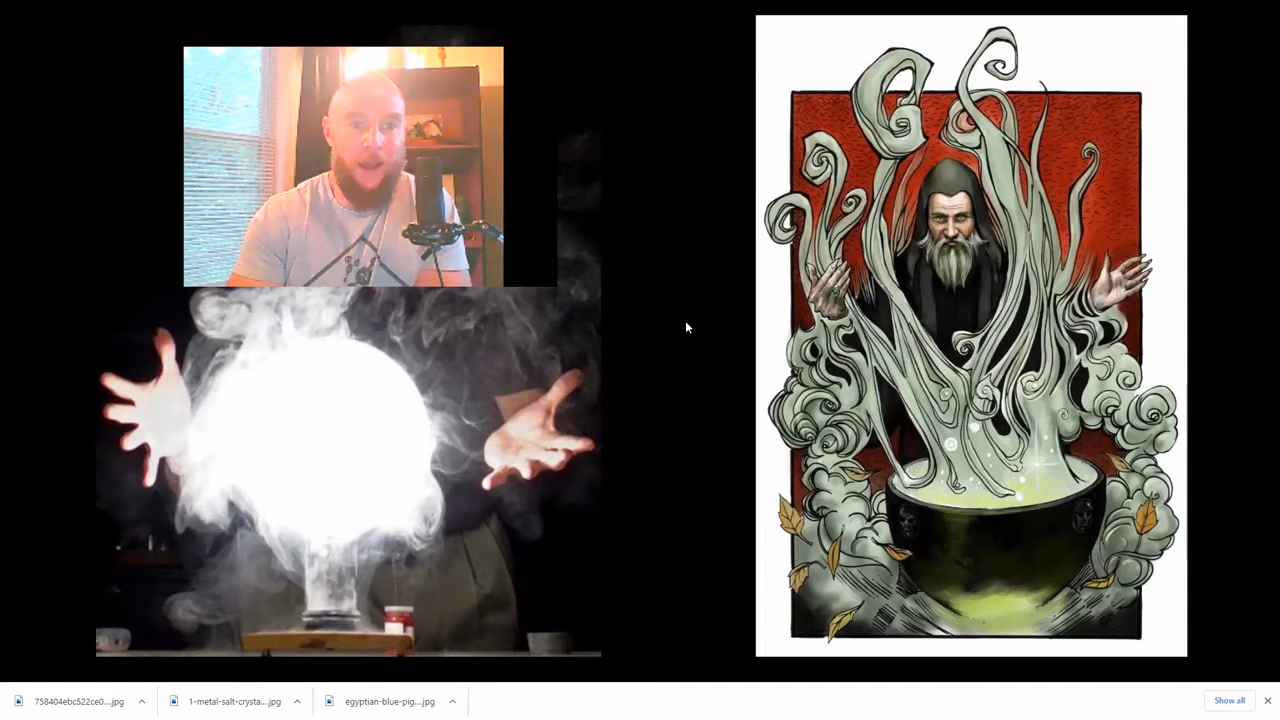 758404ebc522ce0....jpg
1-metal-salt-crysta....jpg
egyptian-blue-pig....jpg
Show all